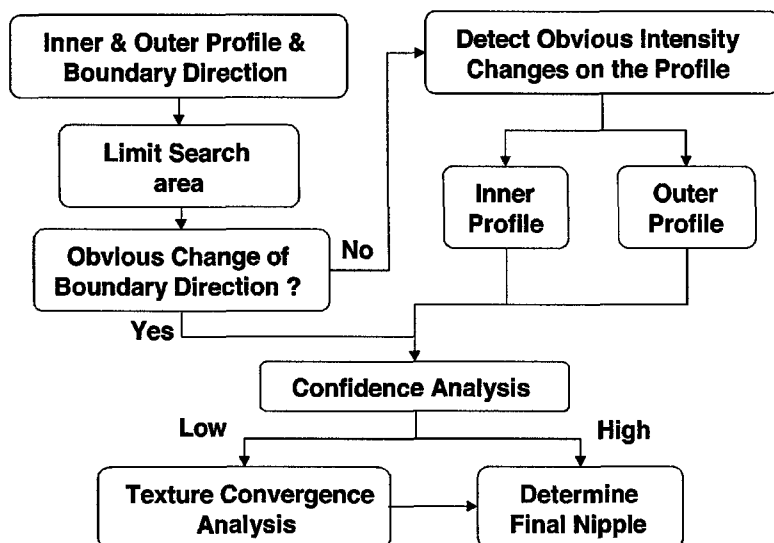 Inner & Outer Profile &
Boundary Direction
Limit Search
area
Obvious Change of
Boundary Direction ?
No
Yes
Detect Obvious Intensity
Changes on the Profile
Inner
Profile
Outer
Profile
Confidence Analysis
Low
High
Texture Convergence
Analysis
Determine
Final Nipple